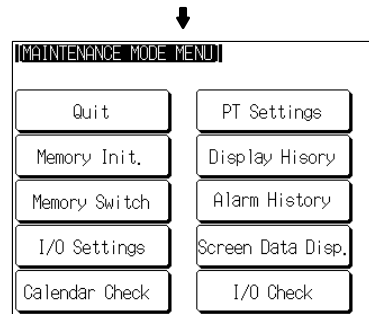 [MAINTENANCE MODE MENU]
Quit
PT Settings
Memory Init.
Display Hisory
Memory Switch
Alarm History
I/O Settings
Screen Data Disp.
Calendar Check
I/O Check